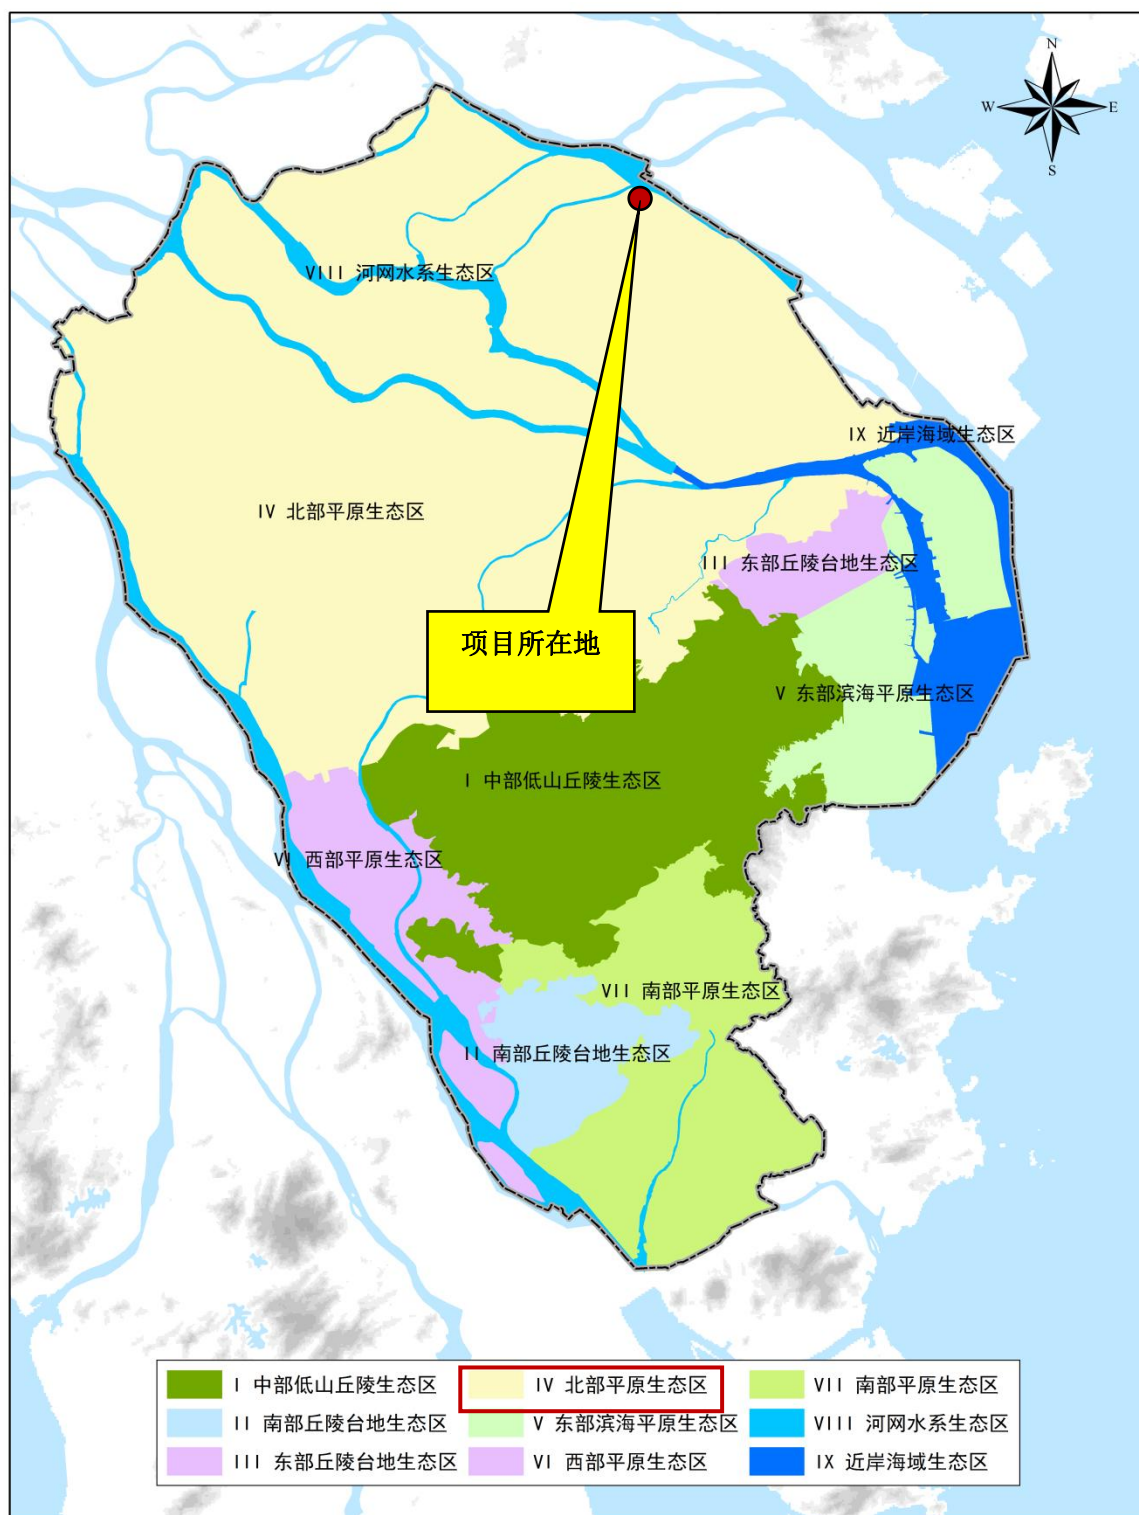 N
W
E
S
VIII 河网水系生态区
IX 近岸海域生态区
IV 北部平原生态区
III 东部丘陵台地生态区
项目所在地
V 东部滨海平原生态区
I 中部低山丘陵生态区
VI 西部平原生态区
VII 南部平原生态区
II 南部丘陵台地生态区
I 中部低山丘陵生态区
IV 北部平原生态区
VII 南部平原生态区
II 南部丘陵台地生态区
V 东部滨海平原生态区
VIII 河网水系生态区
III 东部丘陵台地生态区
VI 西部平原生态区
IX 近岸海域生态区